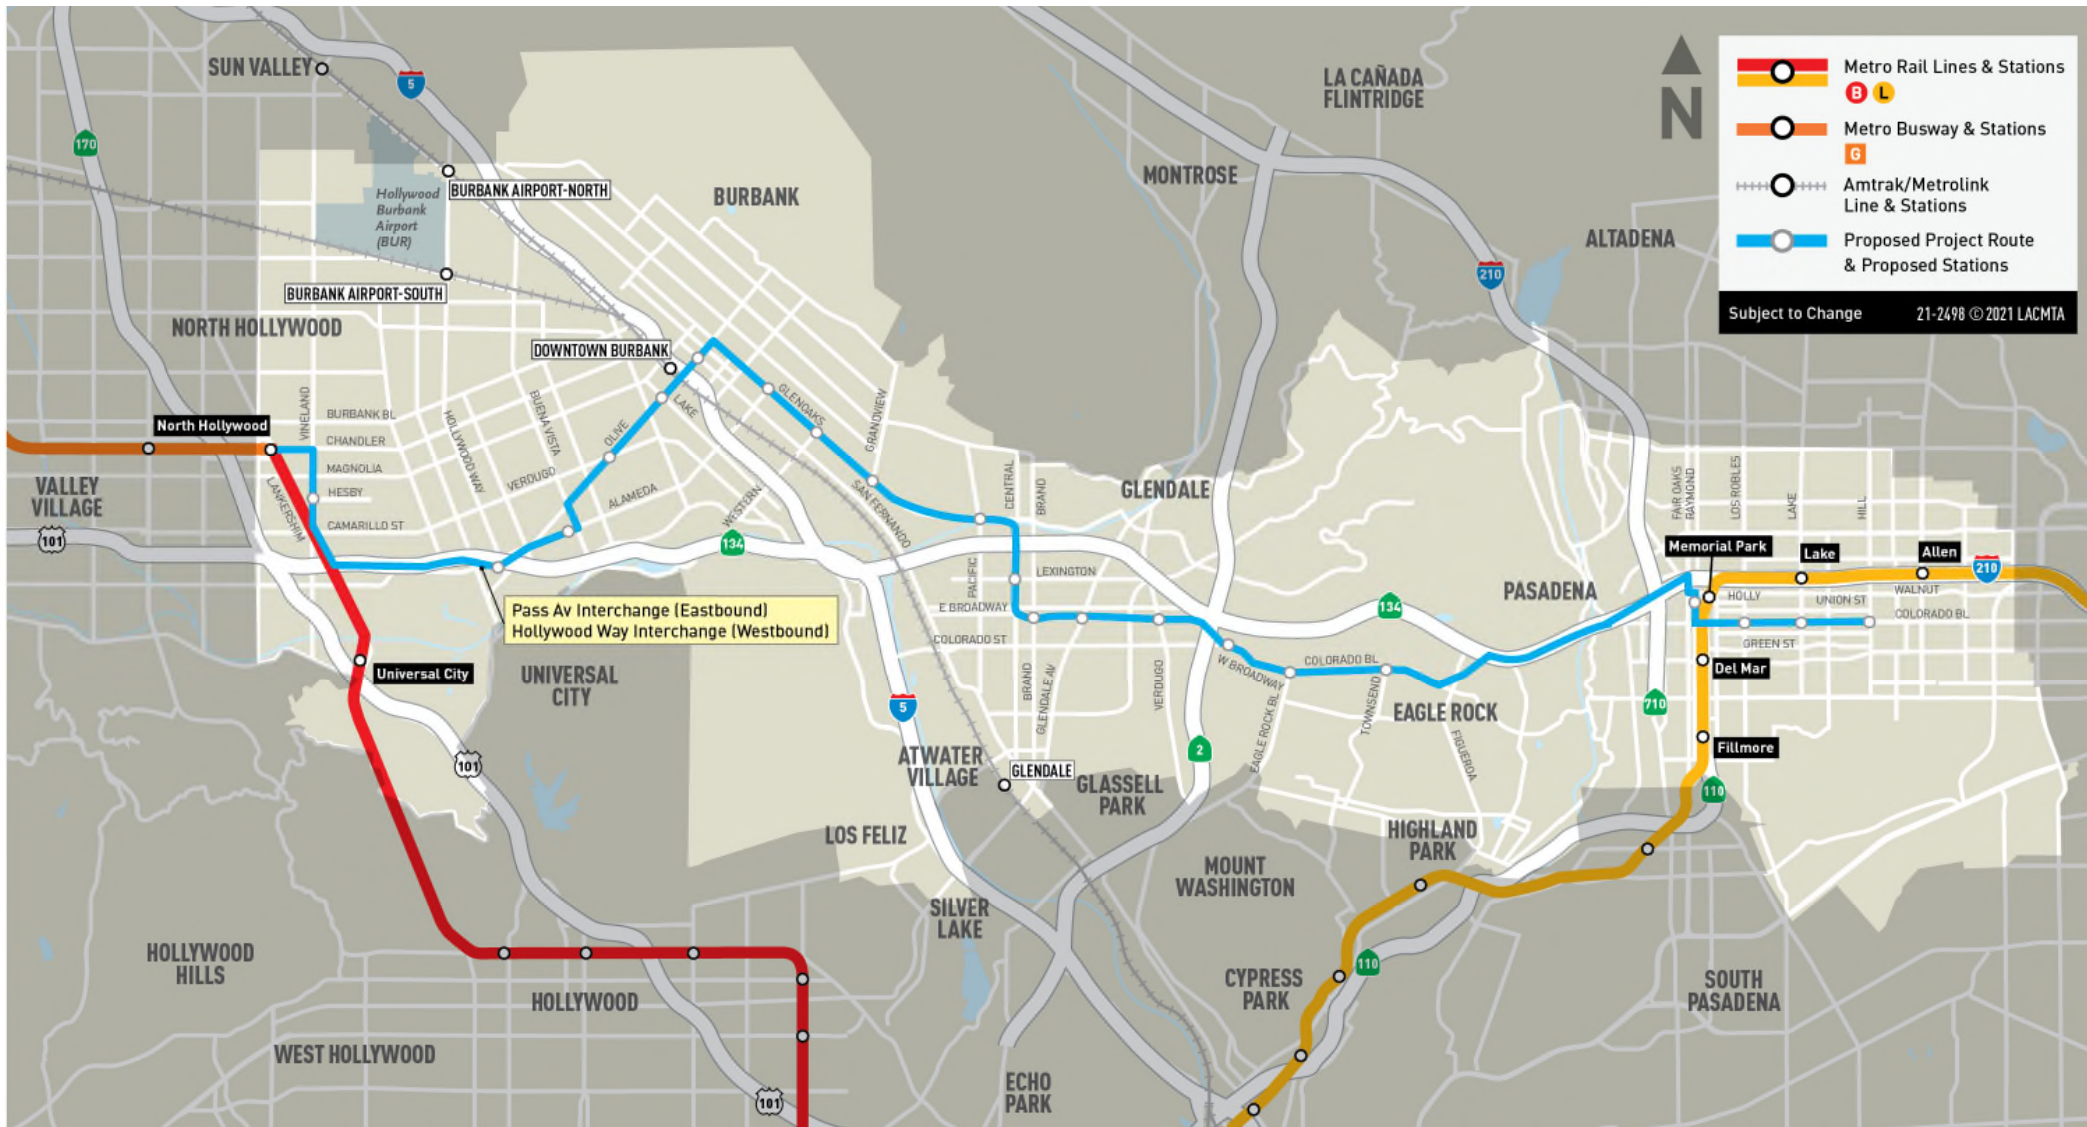 SUN VALLEY
5
170
Hollywood
Burbank
Airport
(BUR)
BURBANK AIRPORT-NORTH
BURBANK
BURBANK AIRPORT-SOUTH
NORTH HOLLYWOOD
DOWNTOWN BURBANK
LA CAÑADA
FLINTRIDGE
MONTROSE
ALTADENA
210
N
Metro Rail Lines & Stations
B L
Metro Busway & Stations
G
Amtrak/Metrolink
Line & Stations
Proposed Project Route
& Proposed Stations
Subject to Change
21-2498 © 2021 LACMTA
North Hollywood
VINELAND
BURBANK BL
CHANDLER
MAGNOLIA
HESBY
CAMARILLO ST
LANKERSHIM
HOLLYWOOD WAY
BUENA VISTA
VERDUGO
OLIVE
LAKE
ALAMEDA
WESTERN
GLENOAKS
GRANDVIEW
SAN FERNANDO
VALLEY
VILLAGE
101
134
Pass Av Interchange (Eastbound)
Hollywood Way Interchange (Westbound)
Universal City
UNIVERSAL
CITY
CENTRAL
BRAND
GLENDALE
PACIFIC
LEXINGTON
E BROADWAY
COLORADO ST
BRAND
GLENDALE AV
VERDUGO
W BROADWAY
EAGLE ROCK BL
COLORADO BL
TOWNSEND
EAGLE ROCK
FIGUEROA
134
PASADENA
FAIR OAKS
RAYMOND
LOS ROBLES
LAKE
HILL
Memorial Park
Lake
Allen
210
WALNUT
HOLLY
UNION ST
COLORADO BL
GREEN ST
Del Mar
710
Fillmore
110
5
2
101
ATWATER
VILLAGE
GLENDALE
GLASSELL
PARK
LOS FELIZ
HIGHLAND
PARK
MOUNT
WASHINGTON
SILVER
LAKE
HOLLYWOOD
HILLS
HOLLYWOOD
WEST HOLLYWOOD
CYPRESS
PARK
110
SOUTH
PASADENA
ECHO
PARK
101